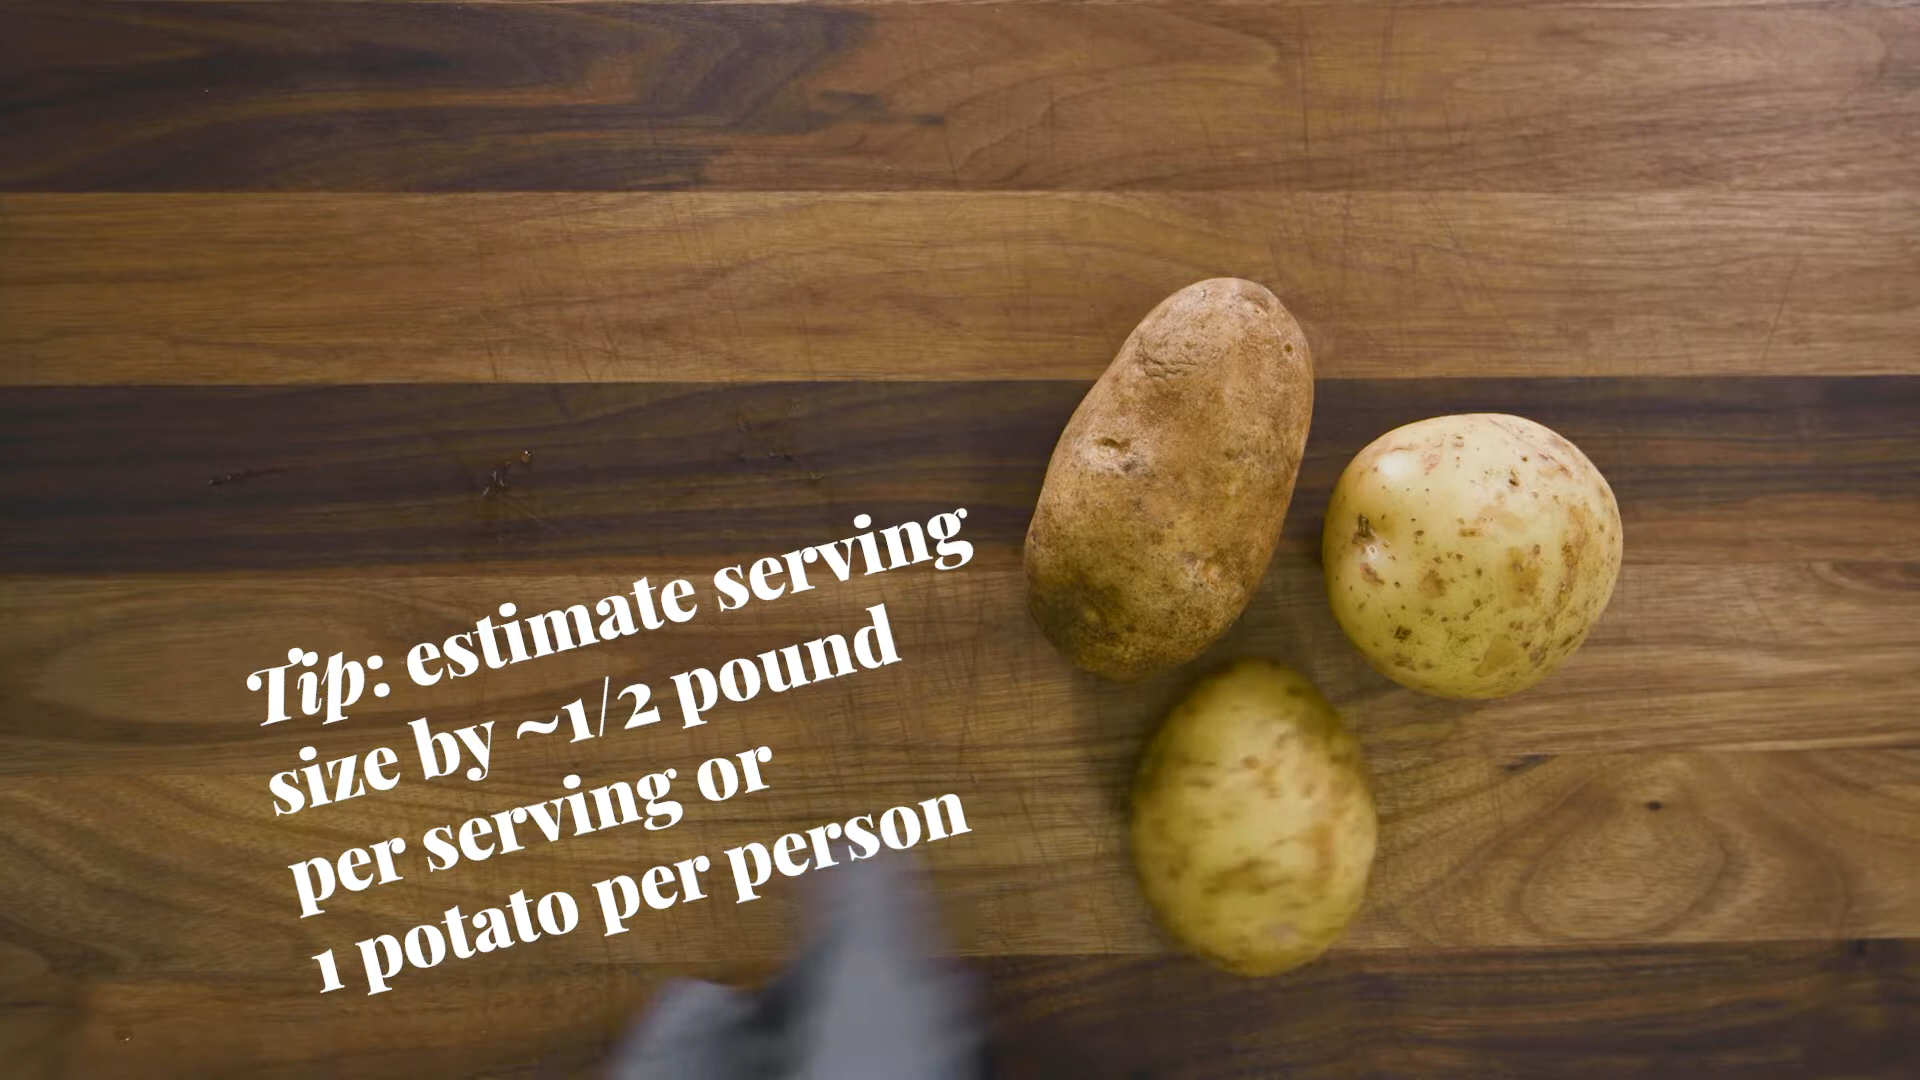 Tip: estimate serving
size by ~1/2 pound
per serving or
1 potato per person